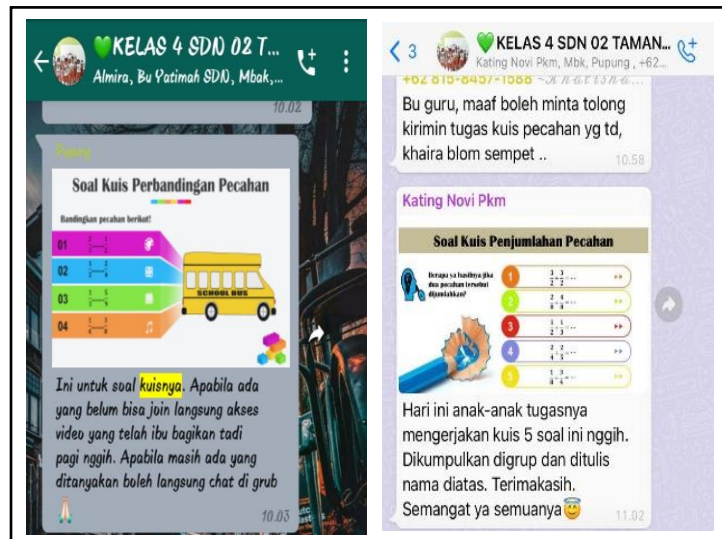 KELAS 4 SDN 02 T...
Almira, Bu Yatimah SDN, Mbak,...
10.02
Pupung
Soal Kuis Perbandingan Pecahan
Bandingkan pecahan berikut!
01
02
03
04
SCHOOL BUS
Ini untuk soal kuisnya. Apabila ada
yang belum bisa join langsung akses
video yang telah ibu bagikan tadi
pagi nggih. Apabila masih ada yang
ditanyakan boleh langsung chat di grub
10.03
3
KELAS 4 SDN 02 TAMAN...
Kating Novi Pkm, Mbk, Pupung , +62...
+62 815-8457-1588
Bu guru, maaf boleh minta tolong
kirimin tugas kuis pecahan yg td,
khaira blom sempet ..
10.58
Kating Novi Pkm
Soal Kuis Penjumlahan Pecahan
Berapa ya hasilnya jika
dua pecahan tersebut
dijumlahkan?
1
2
3
4
5
Hari ini anak-anak tugasnya
mengerjakan kuis 5 soal ini nggih.
Dikumpulkan digrup dan ditulis
nama diatas. Terimakasih.
Semangat ya semuanya😇
11.02